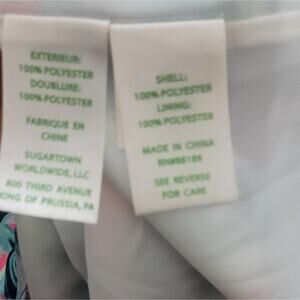 EXTERIEUR:
100% POLYESTER
DOUBLURE:
100% POLYESTER
FABRIQUE EN
CHINE
SUGARTOWN
WORLDWIDE, LLC
800 THIRD AVENUE
KING OF PRUSSIA, PA
SHELL:
100% POLYESTER
LINING:
100% POLYESTER
MADE IN CHINA
RN#88189
SEE REVERSE
FOR CARE